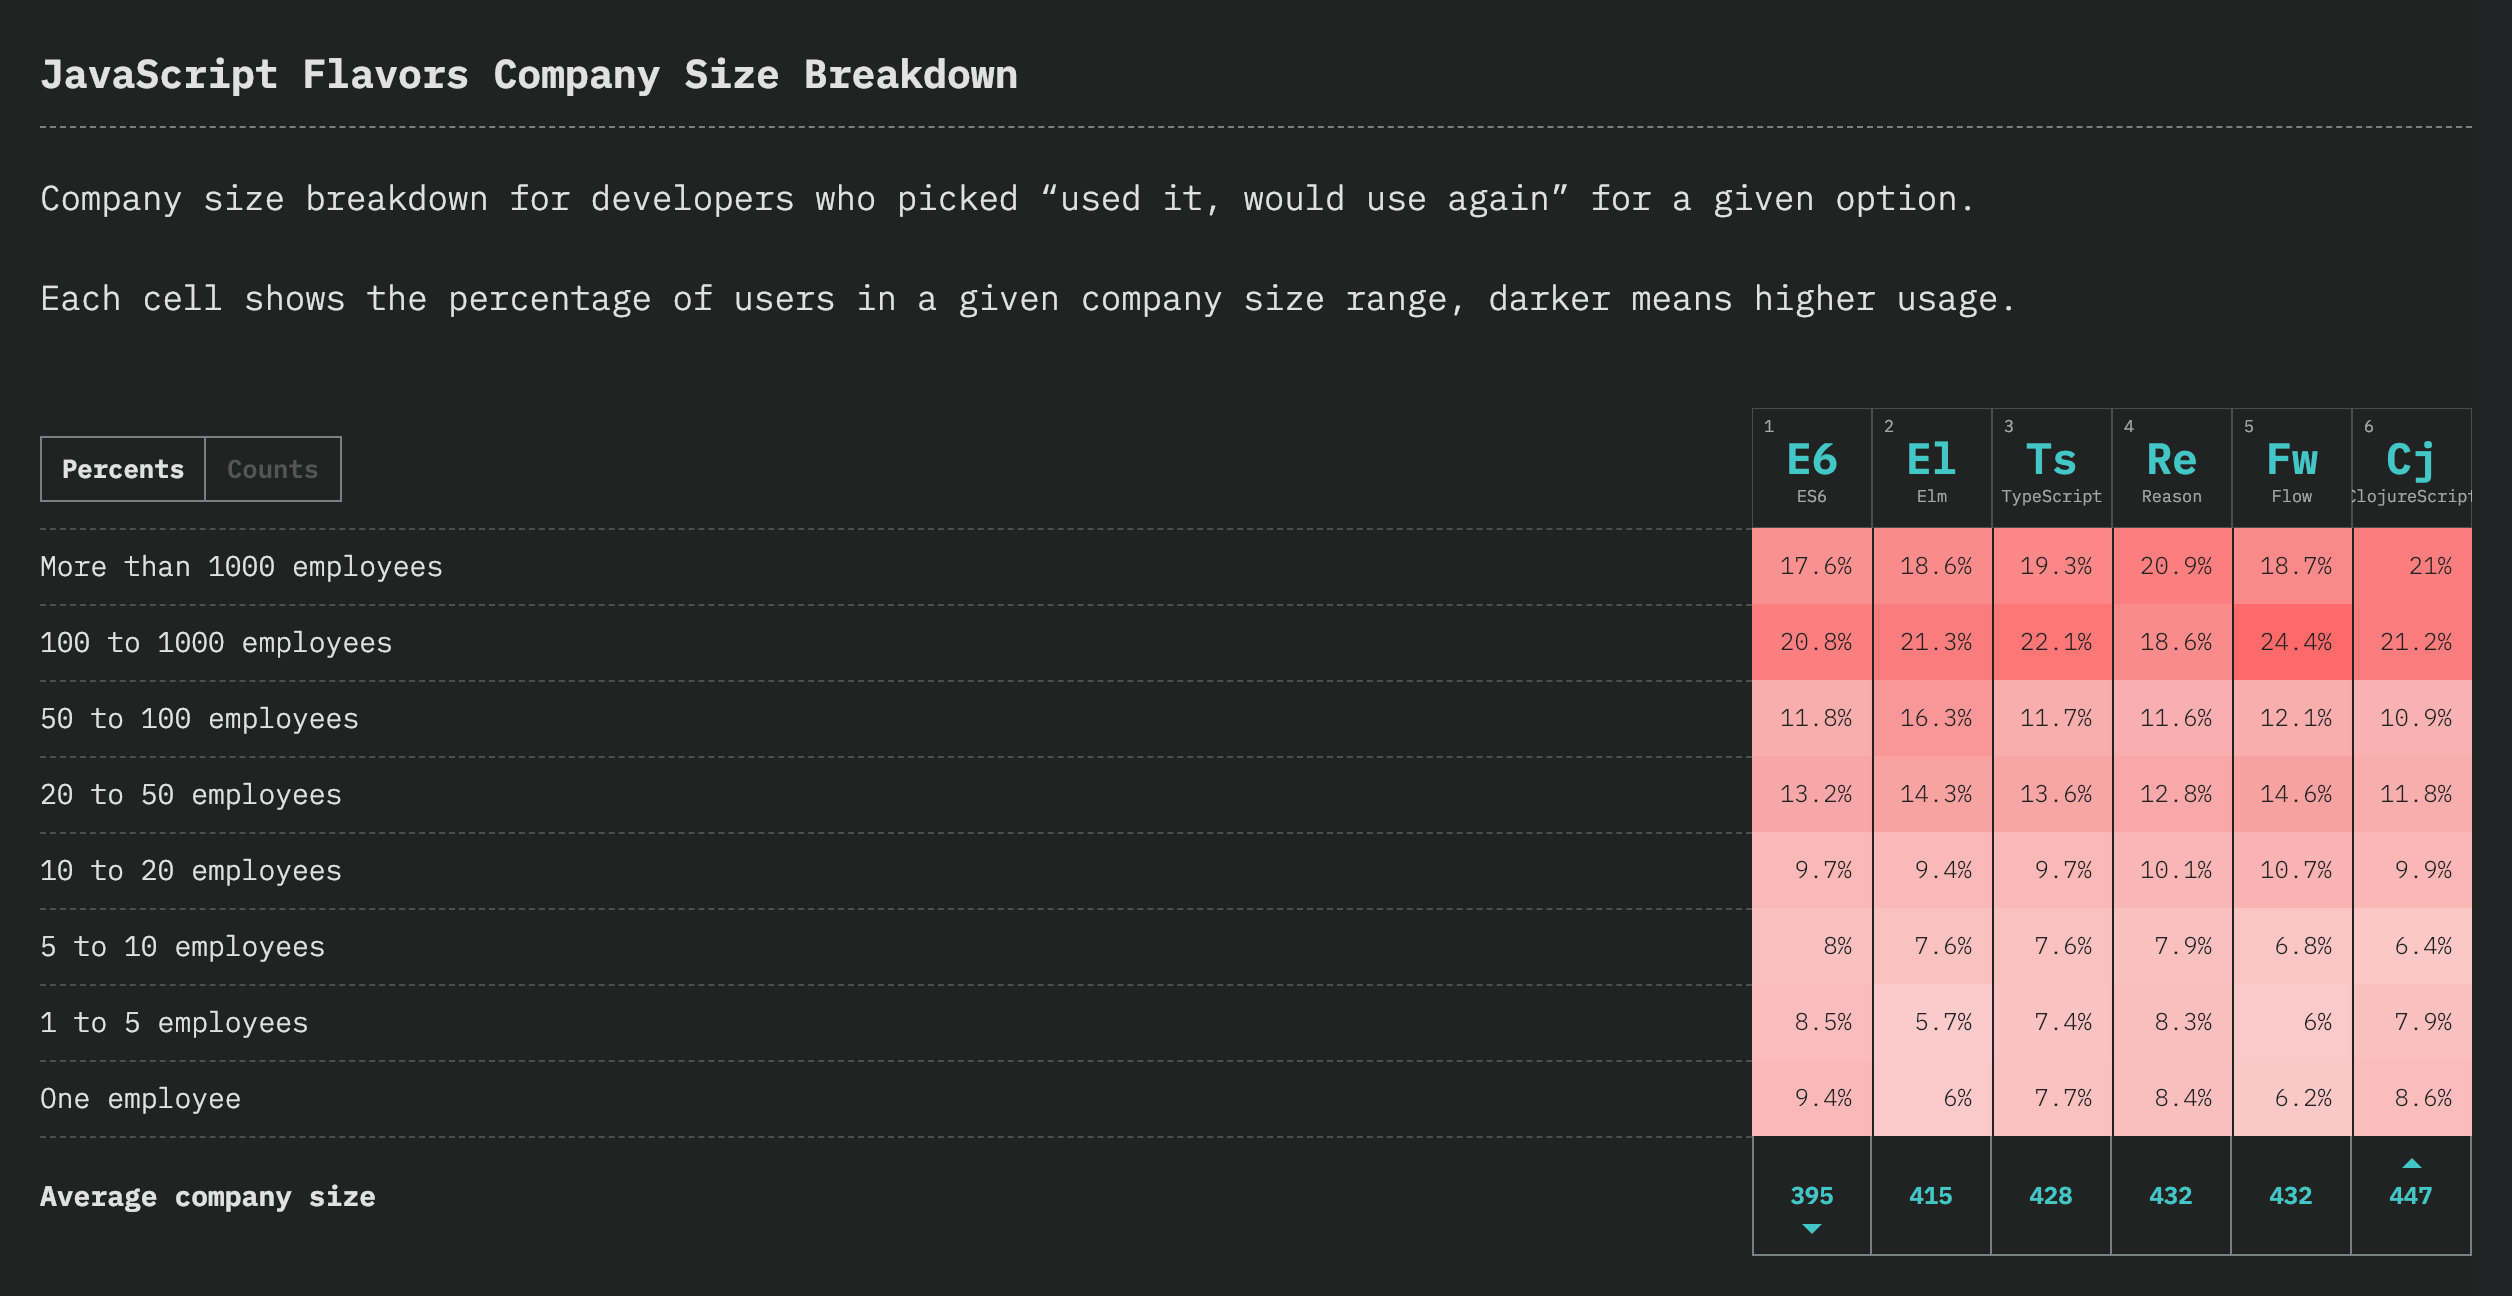 JavaScript Flavors Company Size Breakdown
Company size breakdown for developers who picked “used it, would use again” for a given option.
Each cell shows the percentage of users in a given company size range, darker means higher usage.
Percents Counts
1 2 3 4 5 6
E6 El Ts Re Fw Cj
ES6 Elm TypeScript Reason Flow ClojureScript
More than 1000 employees 17.6% 18.6% 19.3% 20.9% 18.7% 21%
100 to 1000 employees 20.8% 21.3% 22.1% 18.6% 24.4% 21.2%
50 to 100 employees 11.8% 16.3% 11.7% 11.6% 12.1% 10.9%
20 to 50 employees 13.2% 14.3% 13.6% 12.8% 14.6% 11.8%
10 to 20 employees 9.7% 9.4% 9.7% 10.1% 10.7% 9.9%
5 to 10 employees 8% 7.6% 7.6% 7.9% 6.8% 6.4%
1 to 5 employees 8.5% 5.7% 7.4% 8.3% 6% 7.9%
One employee 9.4% 6% 7.7% 8.4% 6.2% 8.6%
Average company size 395 415 428 432 432 447